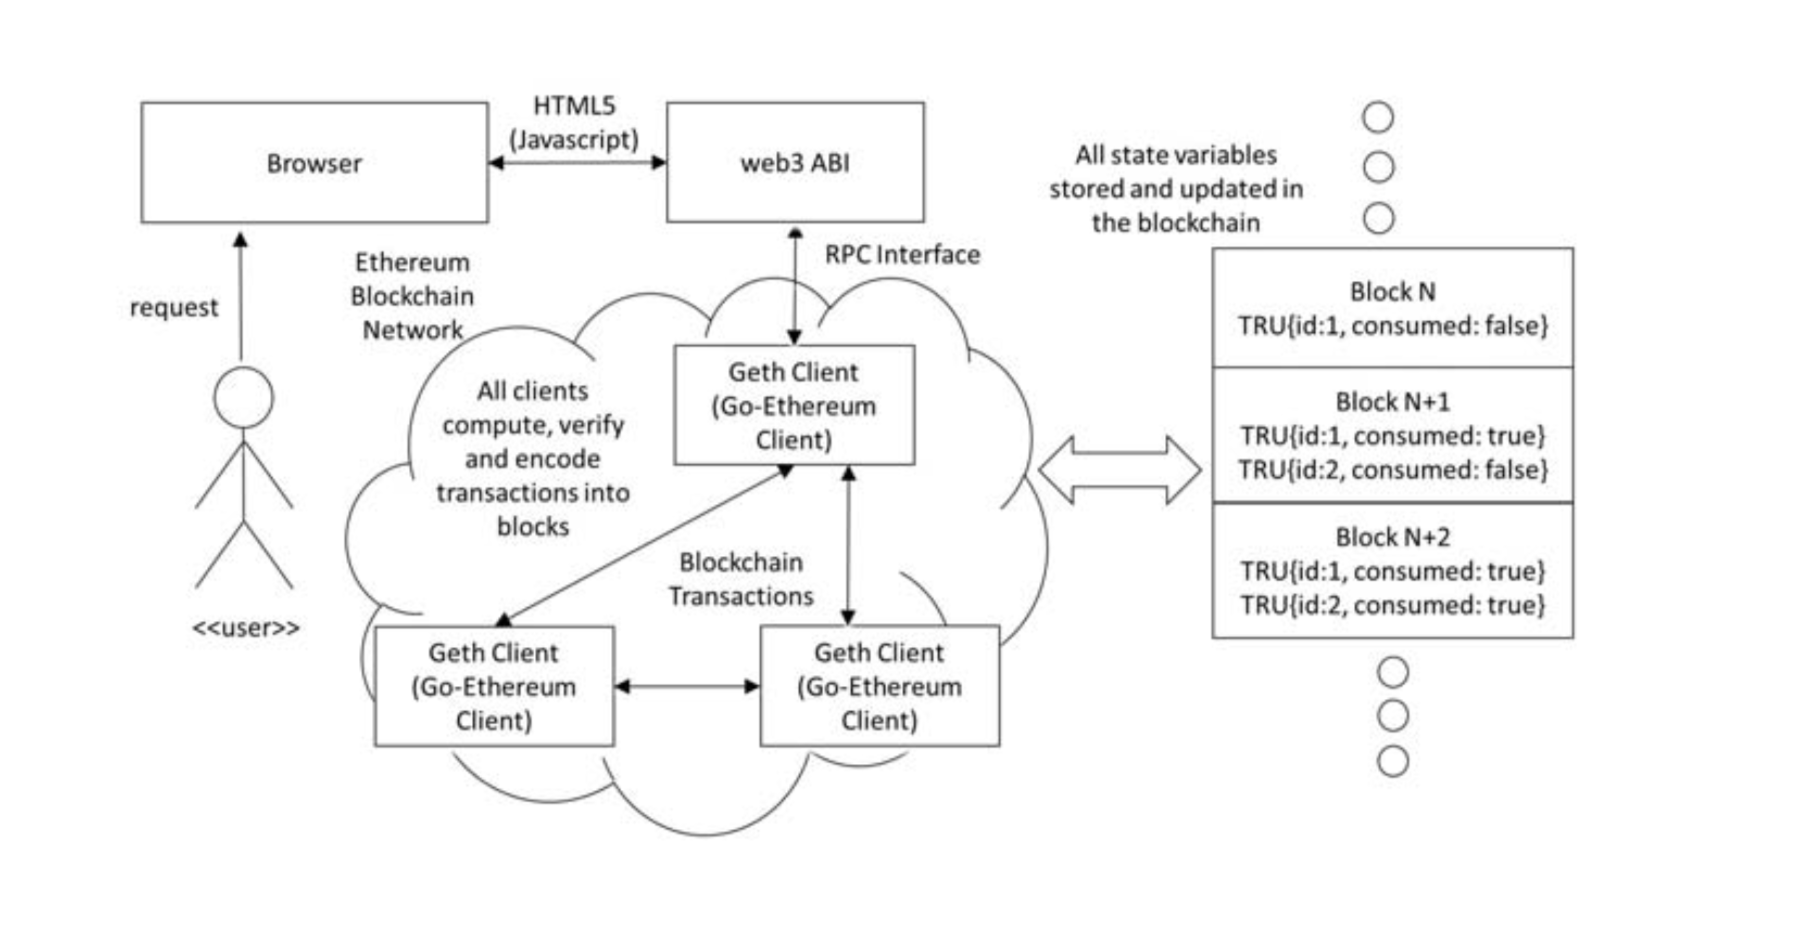 HTML5
(Javascript)
Browser
web3 ABI
request
Ethereum
Blockchain
Network
RPC Interface
All clients
compute, verify
and encode
transactions into
blocks
Geth Client
(Go-Ethereum
Client)
Blockchain
Transactions
<<user>>
Geth Client
(Go-Ethereum
Client)
Geth Client
(Go-Ethereum
Client)
All state variables
stored and updated in
the blockchain
Block N
TRU{id:1, consumed: false}
Block N+1
TRU{id:1, consumed: true}
TRU{id:2, consumed: false}
Block N+2
TRU{id:1, consumed: true}
TRU{id:2, consumed: true}